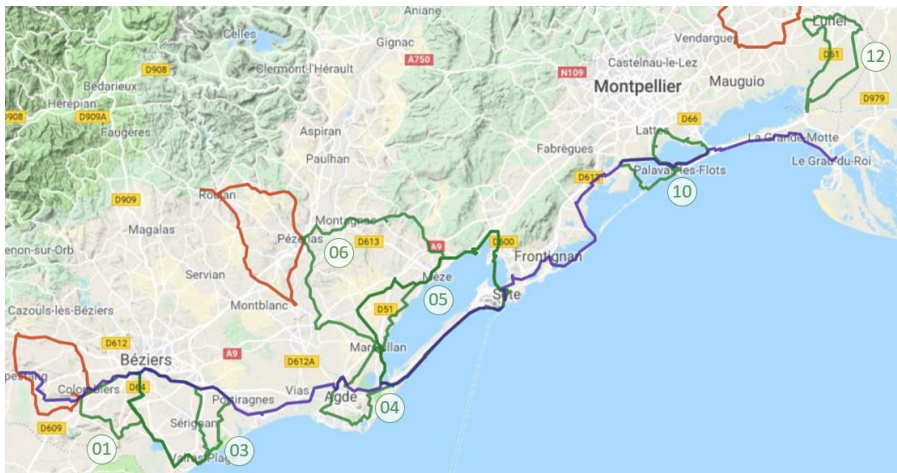 Aniane
Lunel
Celles
Gignac
Vendargues
D61
12
D908
Clermont-l'Hérault
A750
N109
Castelnau-le-Lez
Bédarieux
Montpellier
Mauguio
D979
Hérépian
D908
D909A
Faugères
Aspiran
D66
Lattes
La Grande-Motte
Paulhan
Fabrègues
Le Grau-du-Roi
D612
Palavas-les-Flots
10
D909
Roujan
Magalas
Montagnac
Pézenas
D613
A9
D600
06
Frontignan
Servian
Mèze
05
Sète
Montblanc
D51
Cazouls-lès-Béziers
D612
Marseillan
Béziers
A9
D612A
Colombiers
D64
Portiragnes
Vias
Agde
04
D609
Sérignan
01
03
Valras-Plage